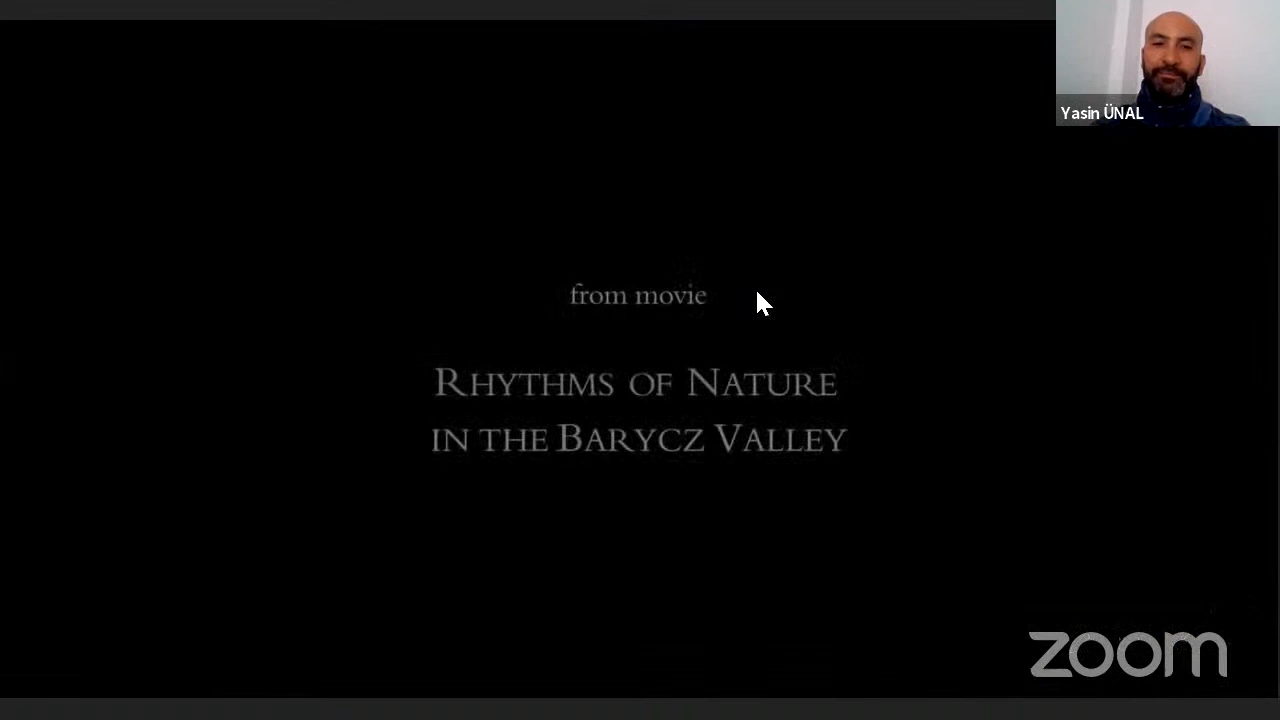 Yasin ÜNAL
from movie
RHYTHMS OF NATURE
IN THE BARYCZ VALLEY
zoom